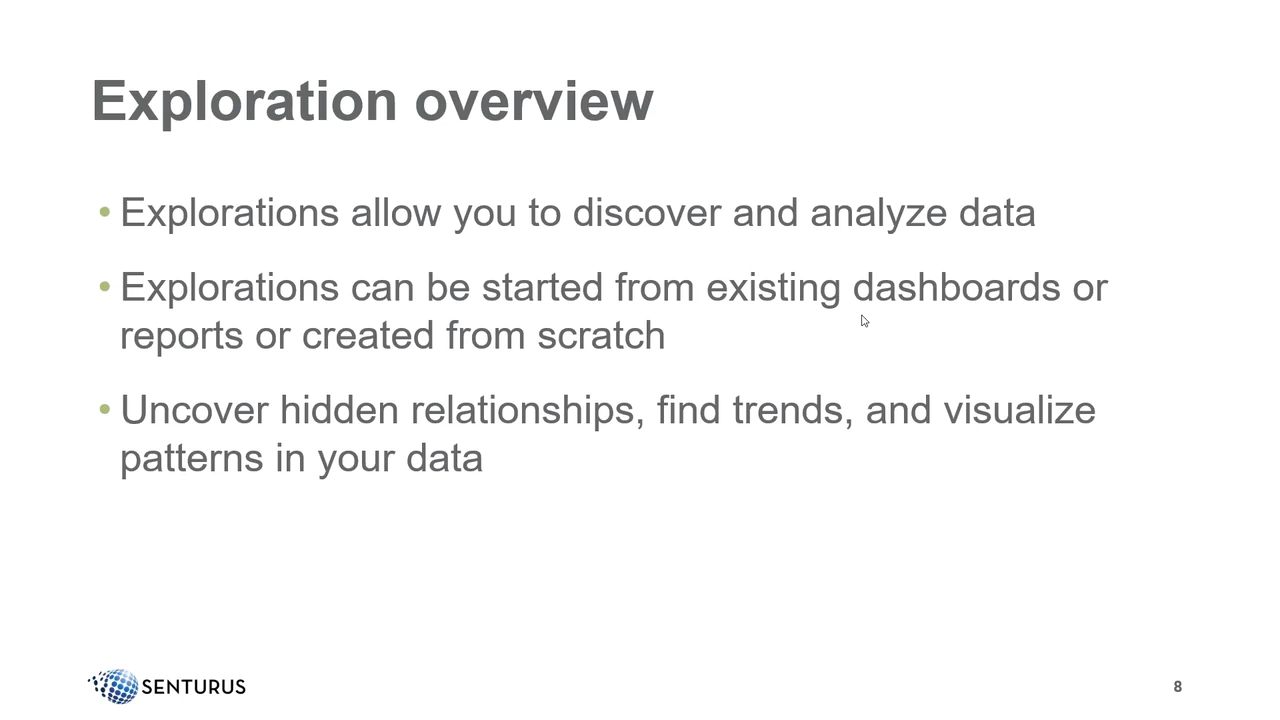 Exploration overview
• Explorations allow you to discover and analyze data
• Explorations can be started from existing dashboards or
reports or created from scratch
• Uncover hidden relationships, find trends, and visualize
patterns in your data
SENTURUS
8